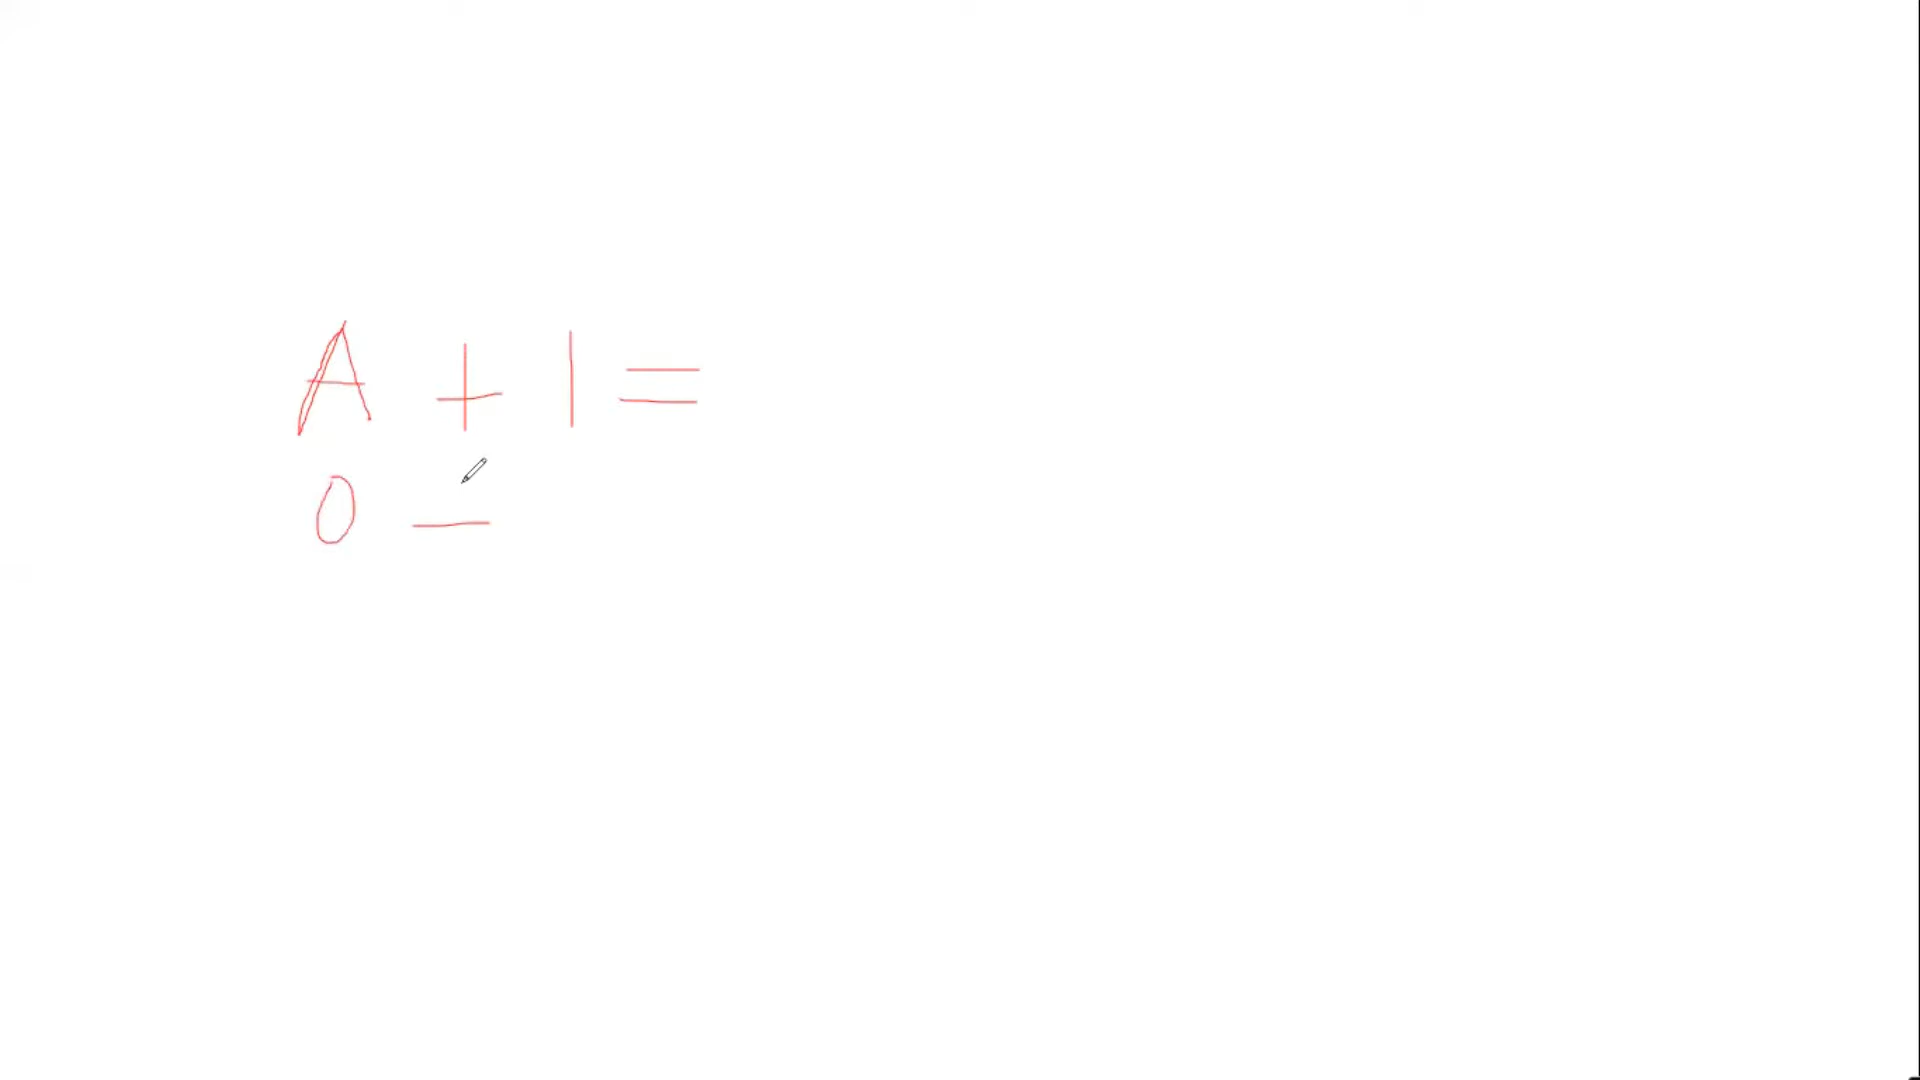 A + 1 =
0 —